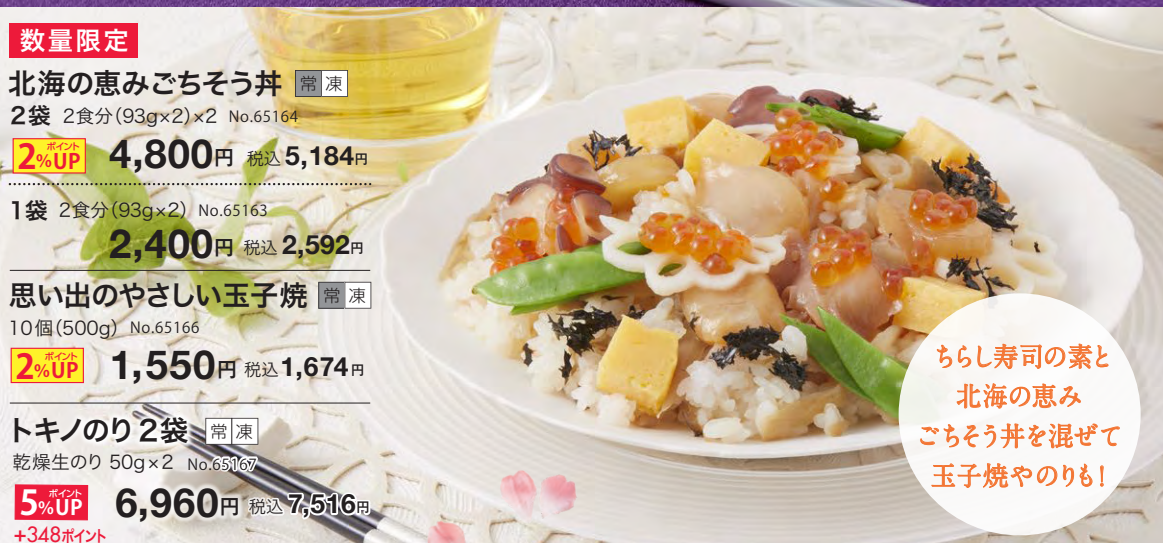 数量限定
北海の恵みごちそう丼 常 凍
2袋 2食分(93g×2)×2 No.65164
2%ポイントUP 4,800円 税込5,184円
1袋 2食分(93g×2) No.65163
2,400円 税込2,592円
思い出のやさしい玉子焼 常 凍
10個(500g) No.65166
2%ポイントUP 1,550円 税込1,674円
トキノのり2袋 常 凍
乾燥生のり 50g×2 No.65167
5%ポイントUP 6,960円 税込7,516円
+348ポイント
ちらし寿司の素と
北海の恵み
ごちそう丼を混ぜて
玉子焼やのりも!